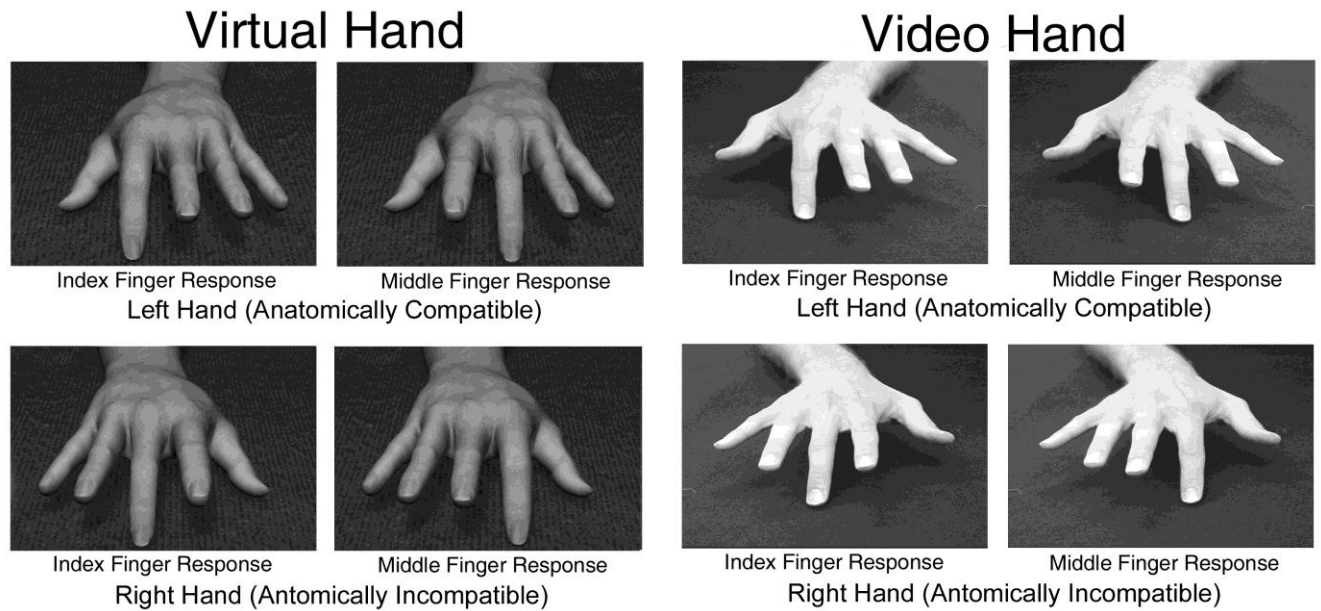 Virtual Hand
Video Hand
Index Finger Response
Middle Finger Response
Left Hand (Anatomically Compatible)
Index Finger Response
Middle Finger Response
Left Hand (Anatomically Compatible)
Index Finger Response
Middle Finger Response
Right Hand (Antomically Incompatible)
Index Finger Response
Middle Finger Response
Right Hand (Antomically Incompatible)